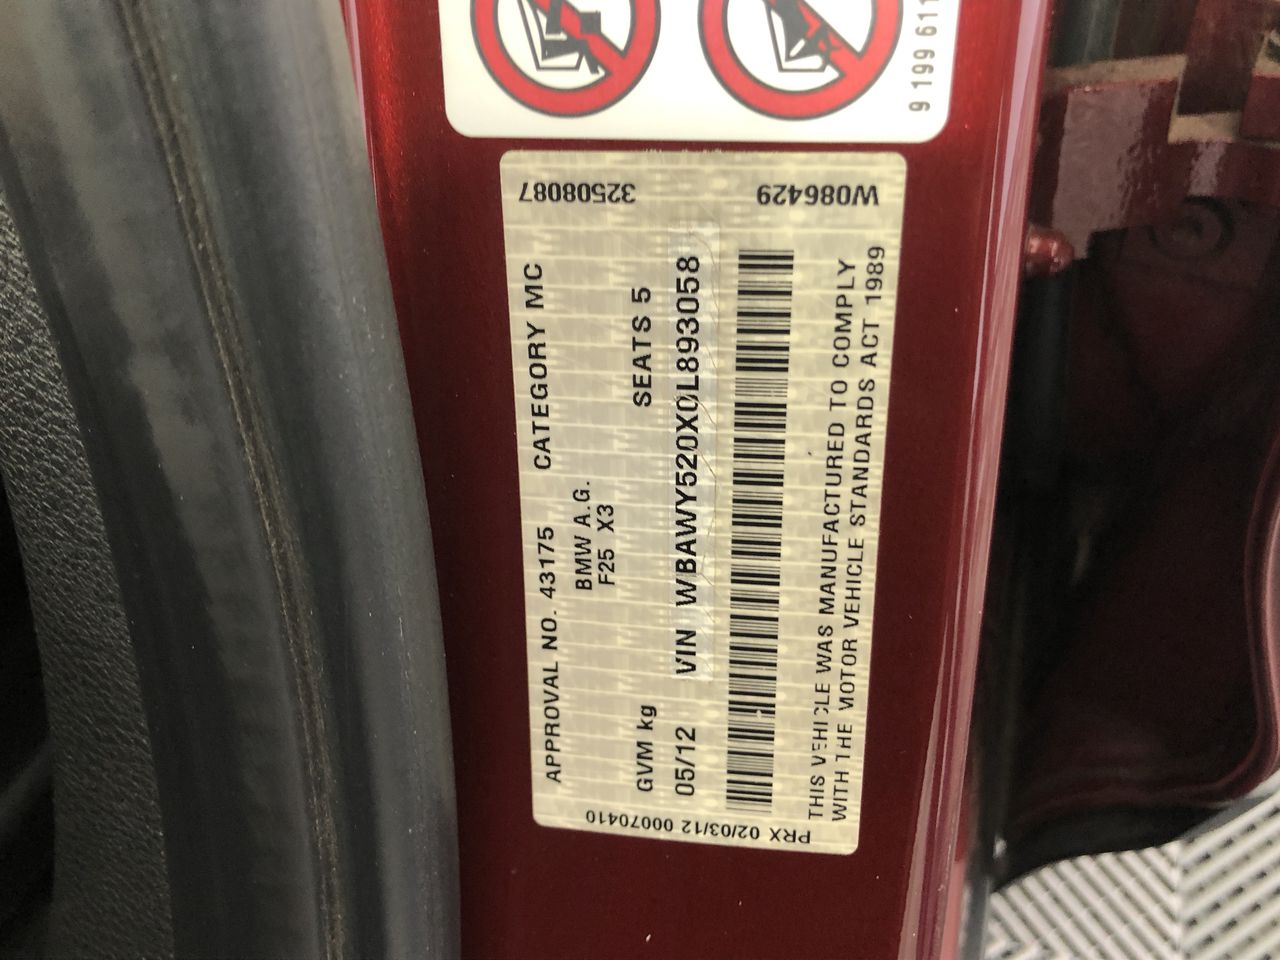 9 199 611
APPROVAL NO. 43175 CATEGORY MC
BMW A.G.
F25 X3
GVM kg SEATS 5
05/12 VIN WBAWY520X0L893058
THIS VEHICLE WAS MANUFACTURED TO COMPLY
WITH THE MOTOR VEHICLE STANDARDS ACT 1989
32508087
W086429
PRX 02/03/12 00070410